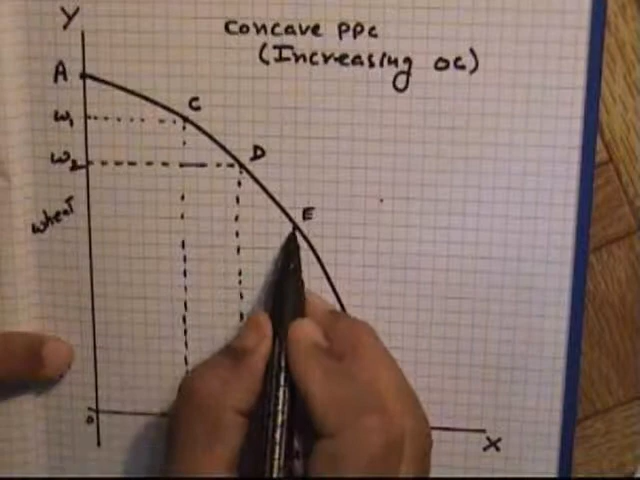 Y
Concave PPC
(Increasing OC)
A
C
W1
D
W2
wheat
E
0
X